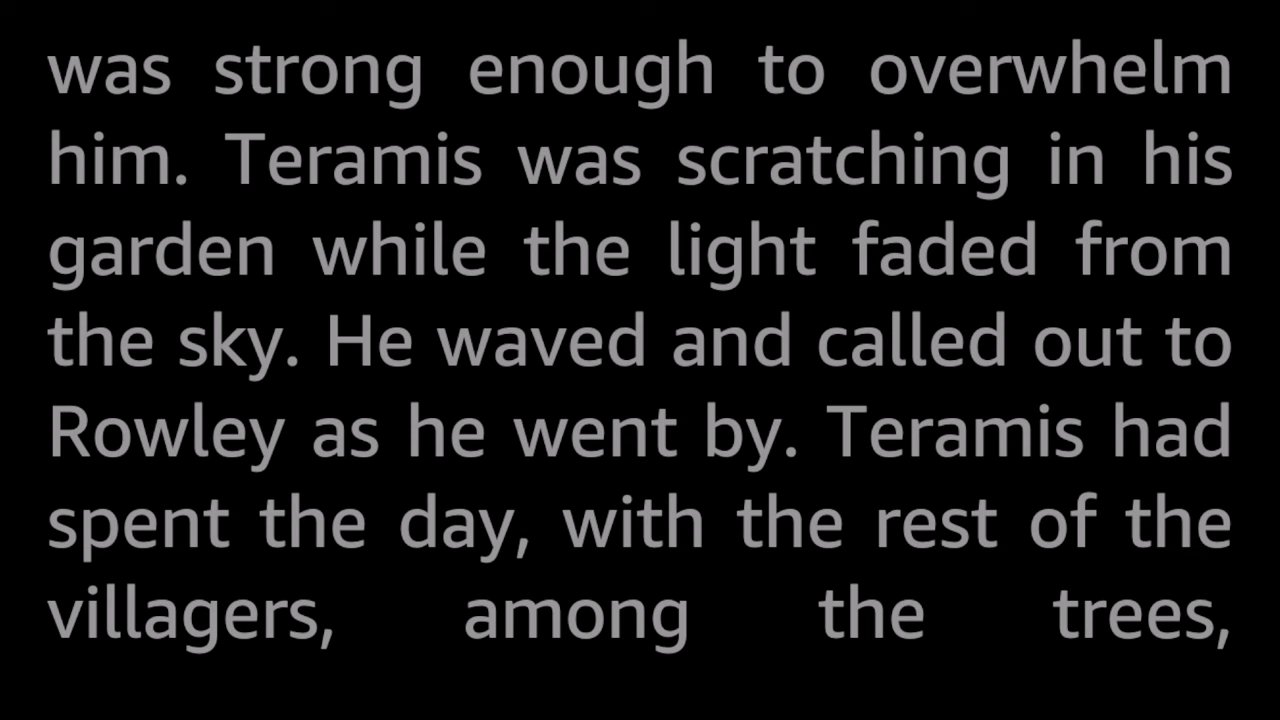 was strong enough to overwhelm
him. Teramis was scratching in his
garden while the light faded from
the sky. He waved and called out to
Rowley as he went by. Teramis had
spent the day, with the rest of the
villagers, among the trees,